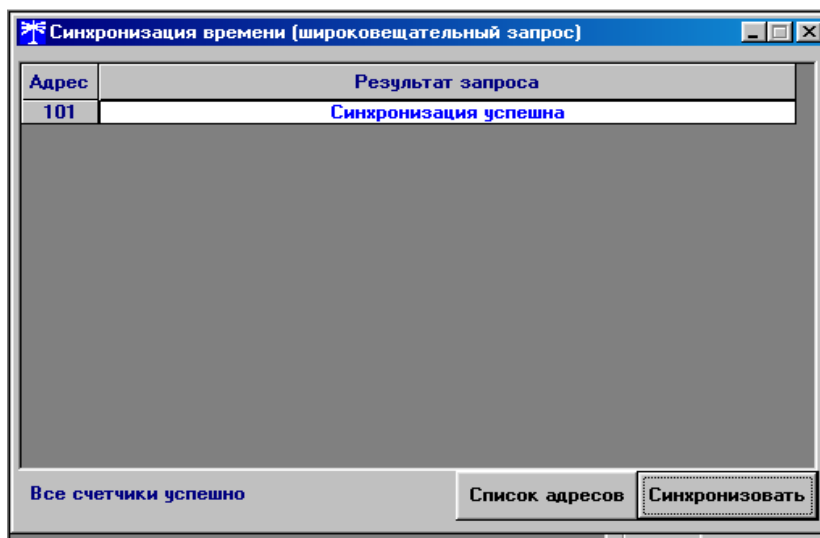 Синхронизация времени (широковещательный запрос)
Адрес Результат запроса
101 Синхронизация успешна
Все счетчики успешно Список адресов Синхронизовать